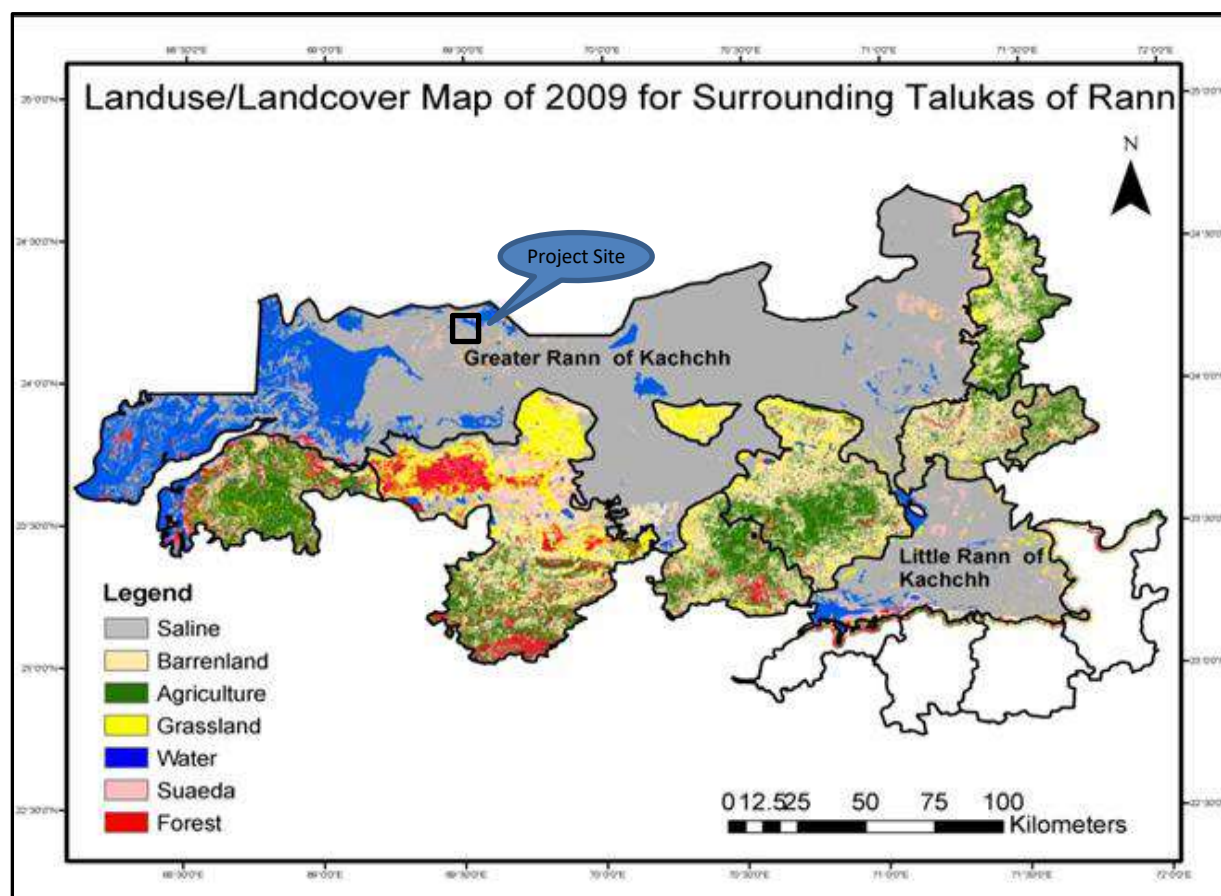 Landuse/Landcover Map of 2009 for Surrounding Talukas of Rann
N
Project Site
Greater Rann of Kachchh
Little Rann of
Kachchh
Legend
Saline
Barrenland
Agriculture
Grassland
Water
Suaeda
Forest
0 12.5 25 50 75 100
Kilometers